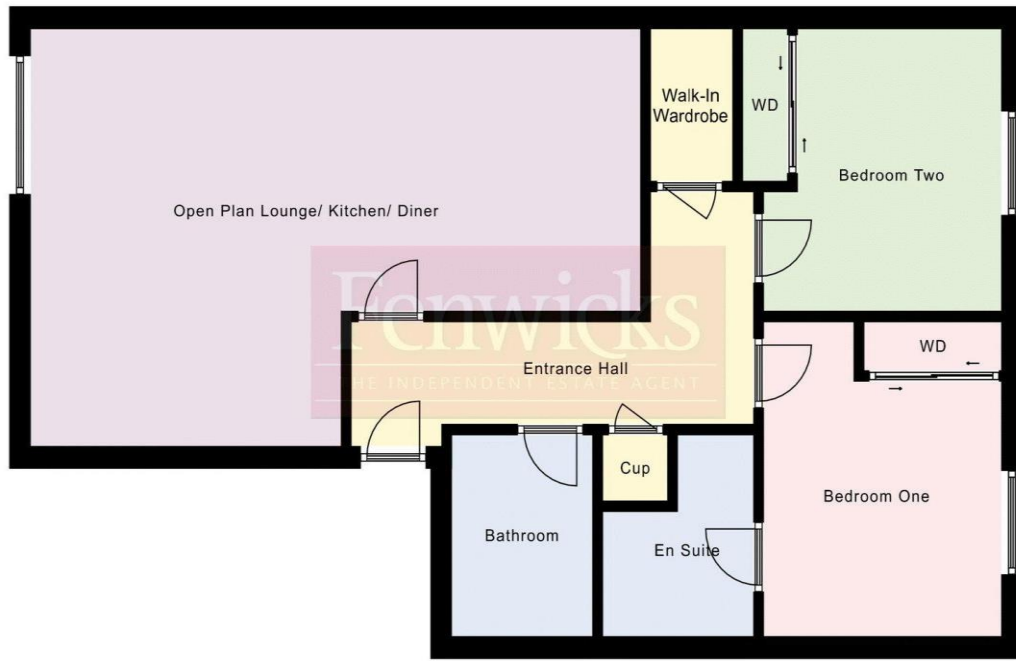 Walk-In
Wardrobe
WD
Bedroom Two
Open Plan Lounge/ Kitchen/ Diner
Fenwicks
THE INDEPENDENT ESTATE AGENT
Entrance Hall
WD
Cup
Bedroom One
Bathroom
En Suite